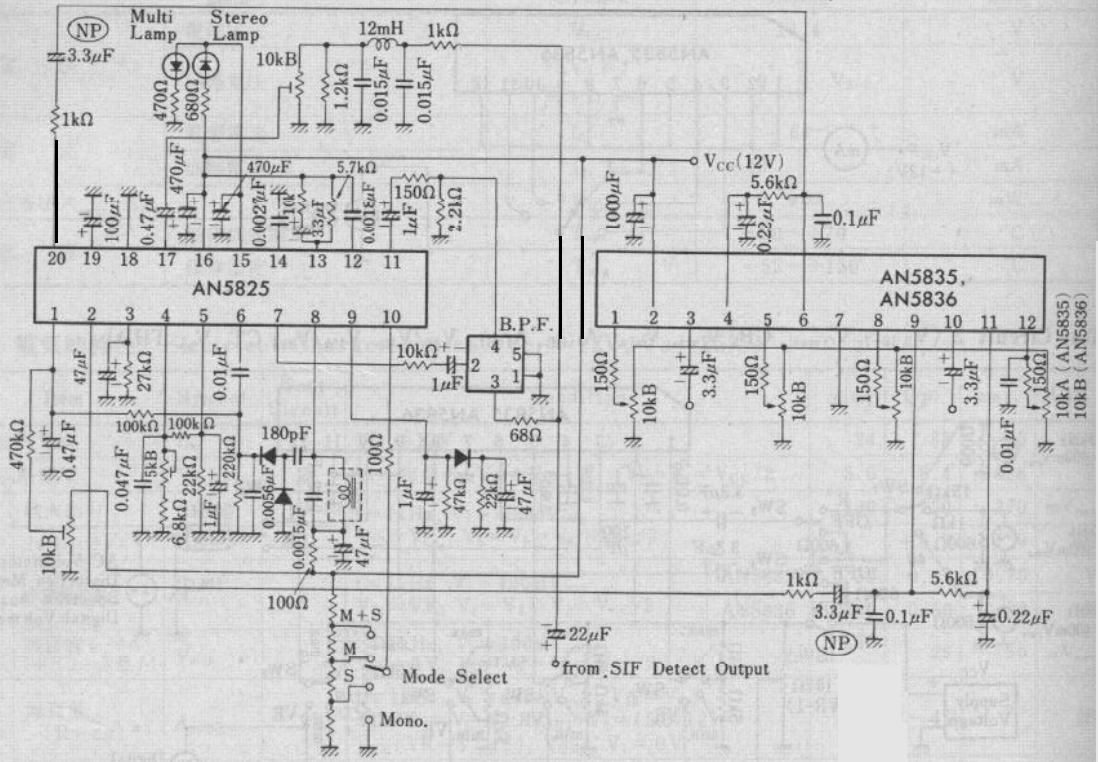 NP
Multi Lamp
Stereo Lamp
12mH
1kΩ
3.3μF
470Ω
680Ω
10kB
1.2kΩ
0.015μF
0.015μF
1kΩ
470μF
470μF
5.7kΩ
150Ω
2.2kΩ
VCC(12V)
5.6kΩ
1000μF
0.22μF
0.1μF
100μF
0.47μF
0.0027μF
10k
3.3μF
0.0018μF
1μF
20 19 18 17 16 15 14 13 12 11
AN5825
1 2 3 4 5 6 7 8 9 10
AN5835,
AN5836
1 2 3 4 5 6 7 8 9 10 11 12
B.P.F.
4
5
2
1
3
10kΩ
1μF
68Ω
47μF
27kΩ
0.01μF
150Ω
10kB
3.3μF
150Ω
10kB
150Ω
10kB
3.3μF
0.01μF
150Ω
10kA (AN5835)
10kB (AN5836)
470kΩ
0.47μF
100kΩ
100kΩ
180pF
100Ω
0.047μF
5kB
22kΩ
1μF
220kΩ
0.0056μF
1μF
47kΩ
22kΩ
47μF
10kB
6.8kΩ
0.0015μF
47μF
100Ω
1kΩ
3.3μF
NP
0.1μF
5.6kΩ
0.22μF
M+S
M
S
Mode Select
Mono.
22μF
from SIF Detect Output